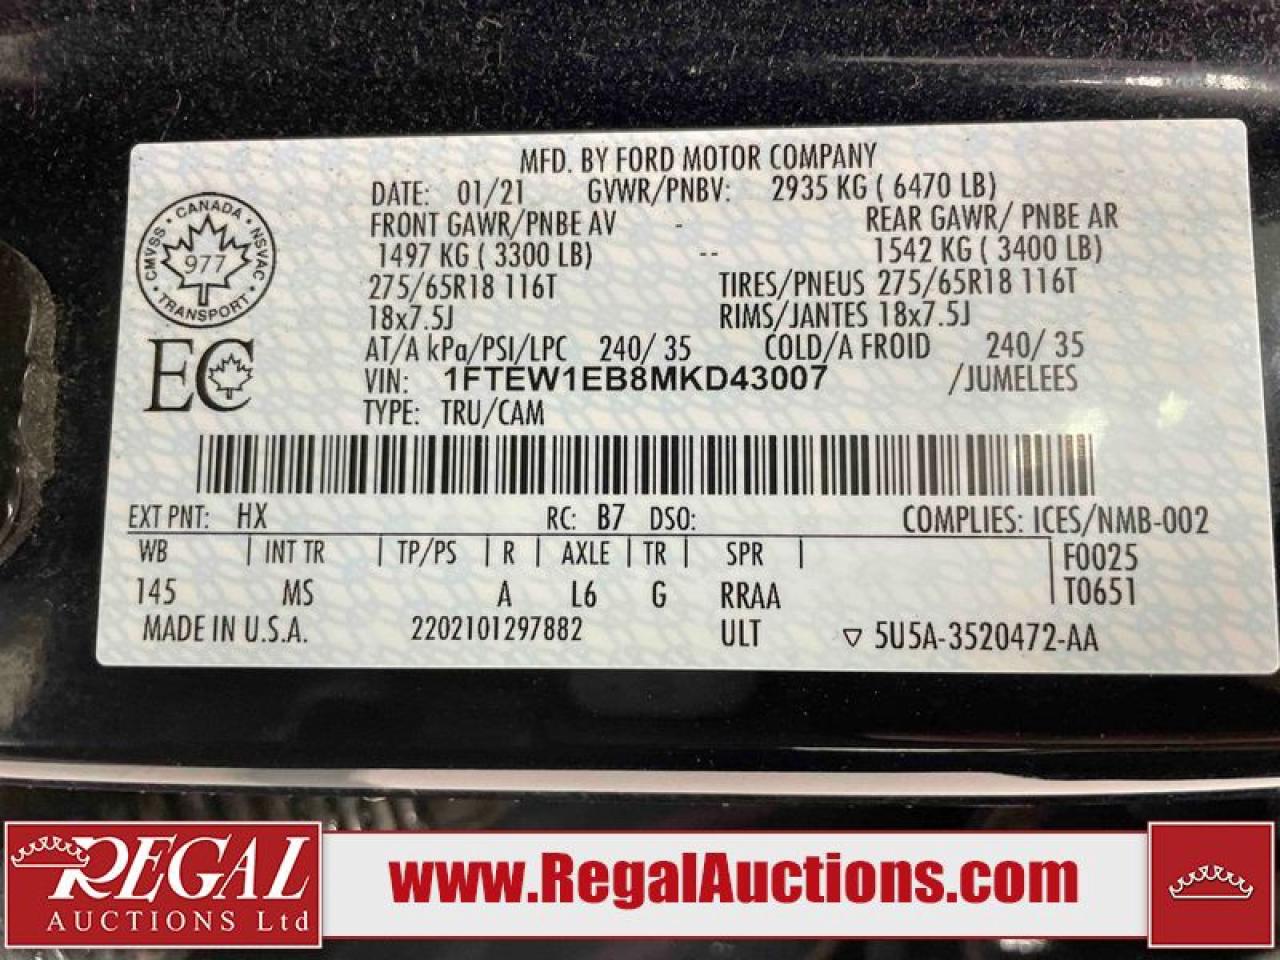 MFD. BY FORD MOTOR COMPANY
DATE: 01/21 GVWR/PNBV: 2935 KG ( 6470 LB)
FRONT GAWR/PNBE AV - REAR GAWR/ PNBE AR
1497 KG ( 3300 LB) -- 1542 KG ( 3400 LB)
275/65R18 116T TIRES/PNEUS 275/65R18 116T
18x7.5J RIMS/JANTES 18x7.5J
AT/A kPa/PSI/LPC 240/ 35 COLD/A FROID 240/ 35
VIN: 1FTEW1EB8MKD43007 /JUMELEES
TYPE: TRU/CAM
CANADA
CMVSS • NSVAC
977
TRANSPORT
EC
EXT PNT: HX RC: B7 DSO: COMPLIES: ICES/NMB-002
WB | INT TR | TP/PS | R | AXLE | TR | SPR | F0025
145 MS A L6 G RRAA T0651
MADE IN U.S.A. 2202101297882 ULT ▽ 5U5A-3520472-AA
REGAL
AUCTIONS Ltd
www.RegalAuctions.com